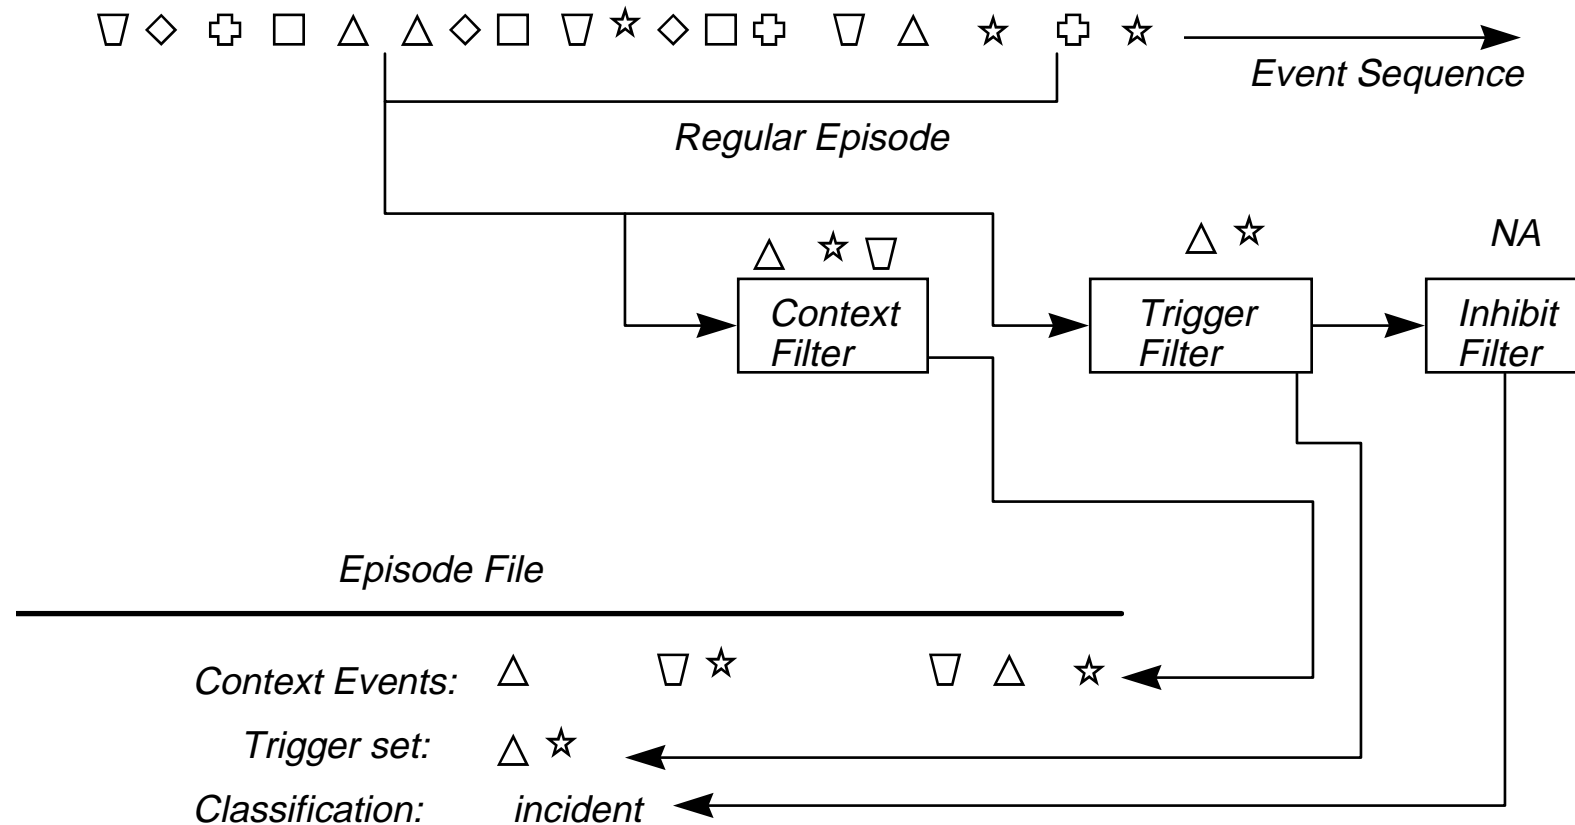 Event Sequence
Regular Episode
NA
Context
Filter
Trigger
Filter
Inhibit
Filter
Episode File
Context Events:
Trigger set:
Classification: incident